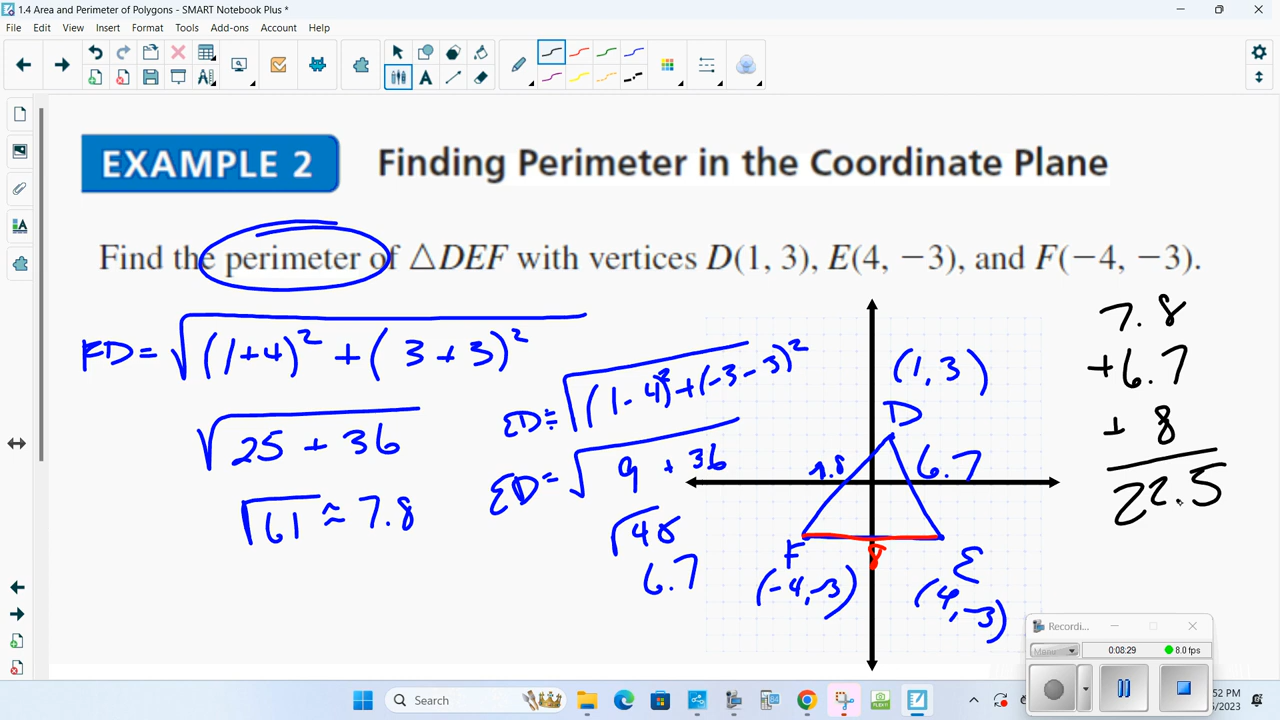 1.4 Area and Perimeter of Polygons - SMART Notebook Plus *
File Edit View Insert Format Tools Add-ons Account Help
EXAMPLE 2 Finding Perimeter in the Coordinate Plane
Find the perimeter of △DEF with vertices D(1, 3), E(4, −3), and F(−4, −3).
FD = √(1+4)² + (3+3)²
√25 + 36
√61 ≈ 7.8
ED = √(1-4)² + (-3-3)²
ED = √9 + 36
√45
6.7
(1,3)
D
7.8 6.7
F 8 E
(-4,-3) (4,-3)
7.8
+6.7
+ 8
22.5
Recordi...
Menu 0:08:29 8.0 fps
Search